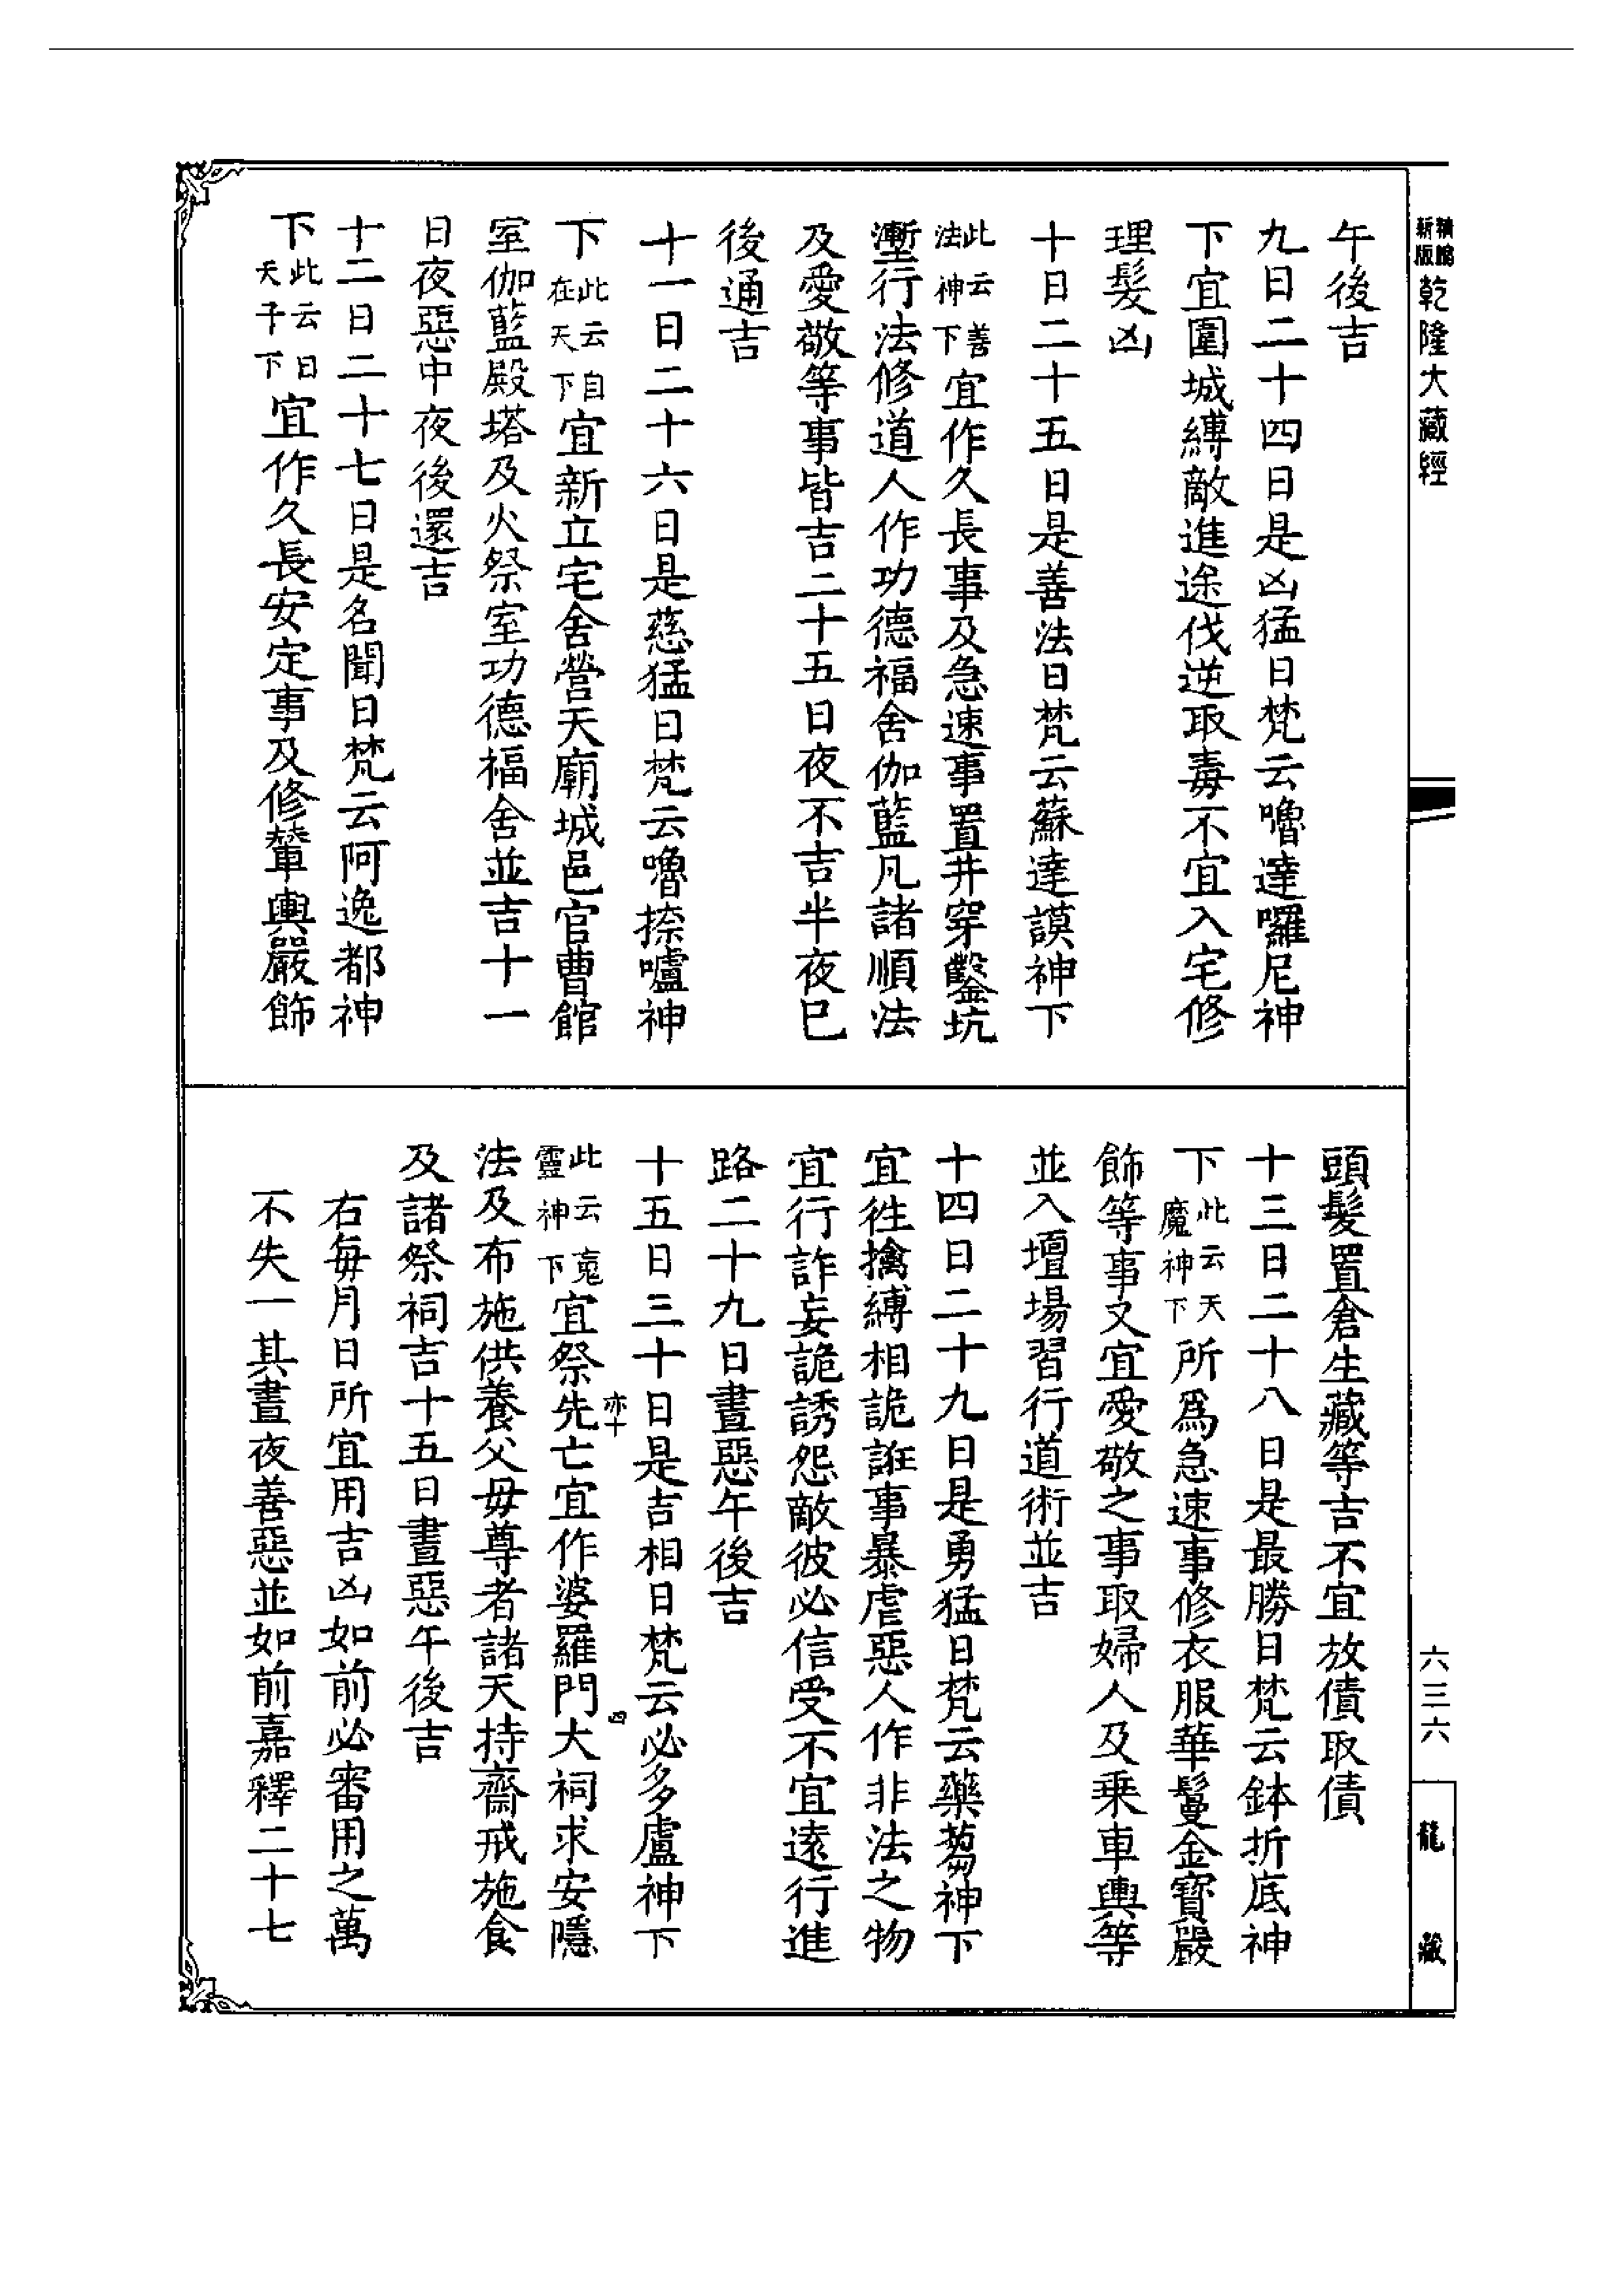 新版
乾隆大藏經
午後吉
九日二十四日是凶猛日梵云嚕達囉尼神
下宜圍城縛敵進途伐逆取毒不宜入宅修
理髮凶
十日二十五日是善法日梵云蘇達謨神下
此云善法神下宜作久長事及急速事置井穿鑿坑
壍行法修道人作功德福舍伽藍凡諸順法
及愛敬等事皆吉二十五日夜不吉半夜已
後通吉
十一日二十六日是慈猛日梵云嚕捺嚧神
下此云自在天下宜新立宅舍營天廟城邑官曹館
室伽藍殿塔及火祭室功德福舍並吉十一
日夜惡中夜後還吉
十二日二十七日是名聞日梵云阿逸都神
下此云日天子下宜作久長安定事及修輦輿嚴飾
頭髮置倉生藏等吉不宜放債取債
十三日二十八日是最勝日梵云鉢折底神
下此云天魔神下所爲急速事修衣服華鬘金寶嚴
飾等事又宜愛敬之事取婦人及乗車輿等
並入壇場習行道術並吉
十四日二十九日是勇猛日梵云藥芻神下
宜徃擒縛相詭誑事暴虐惡人作非法之物
宜行詐妄詭誘怨敵彼必信受不宜遠行進
路二十九日晝惡午後吉
十五日三十日是吉相日梵云必多盧神下
亦十
四
此云䰟靈神下宜祭先亡宜作婆羅門大祠求安隱
法及布施供養父毋尊者諸天持齋戒施食
及諸祭祠吉十五日晝惡午後吉
右每月日所宜用吉凶如前必審用之萬
不失一其晝夜善惡並如前嘉釋二十七
六三六
龍藏